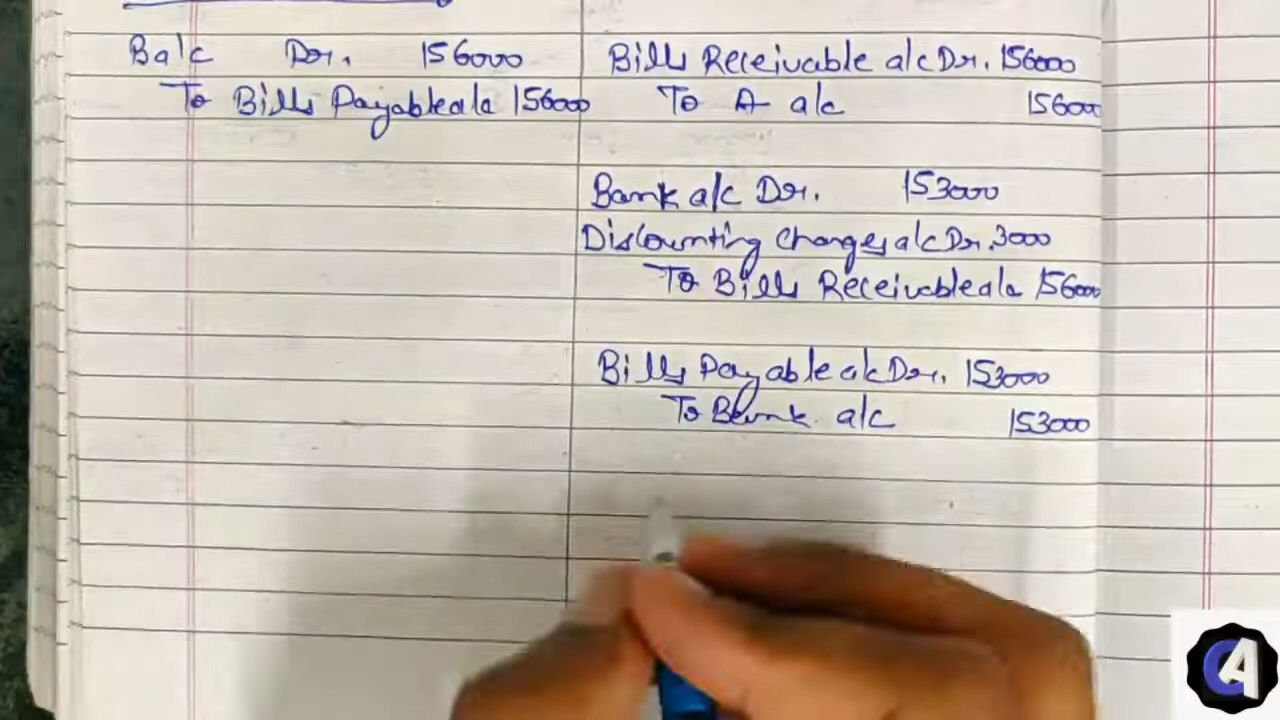 B a/c Dr. 156000
To Bills Payable a/c 156000
Bills Receivable a/c Dr. 156000
To A a/c 156000
Bank a/c Dr. 153000
Discounting Charges a/c Dr. 3000
To Bills Receivable a/c 156000
Bills Payable a/c Dr. 153000
To Bank a/c 153000
CA